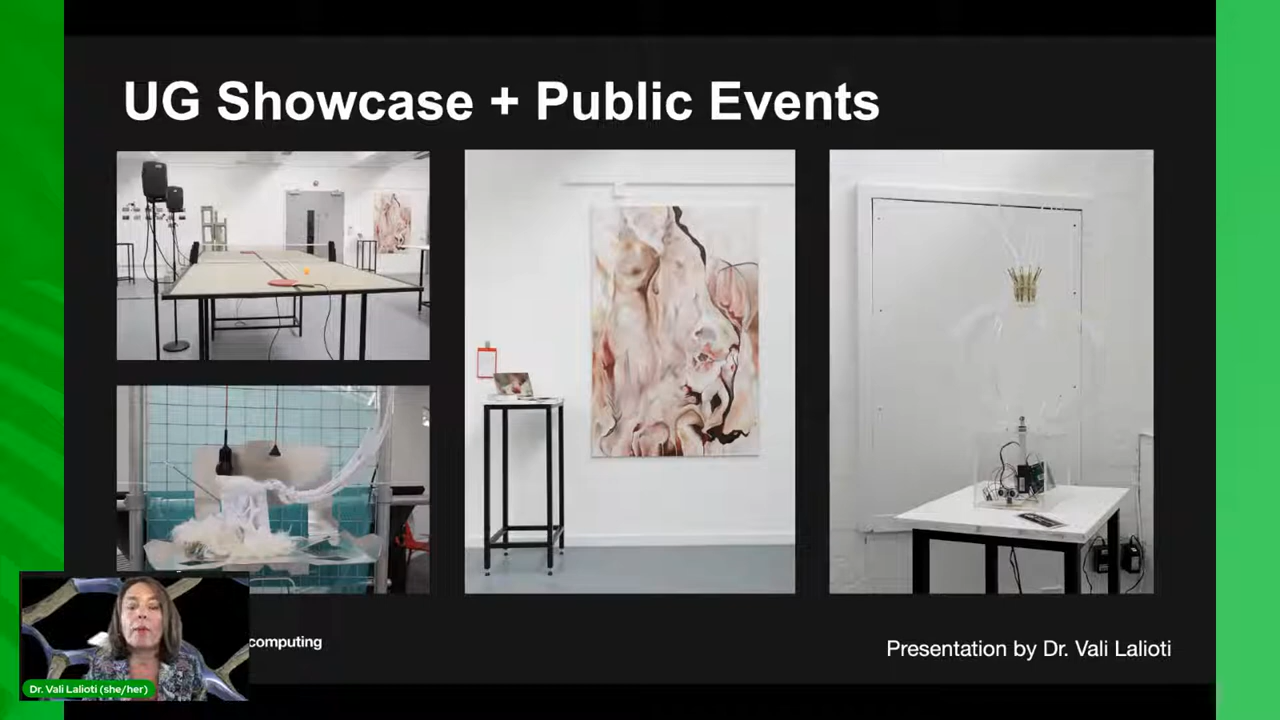 UG Showcase + Public Events
computing
Presentation by Dr. Vali Lalioti
Dr. Vali Lalioti (she/her)